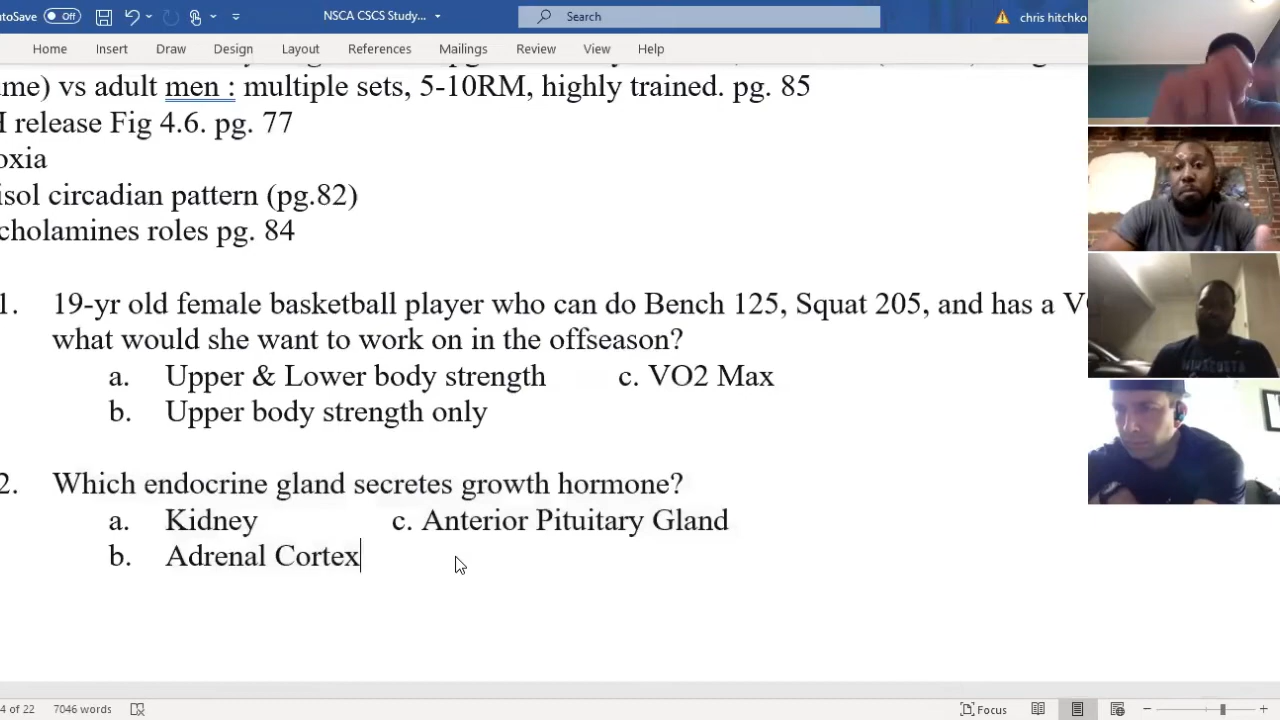 AutoSave Off NSCA CSCS Study... Search chris hitchko
Home Insert Draw Design Layout References Mailings Review View Help
me) vs adult men : multiple sets, 5-10RM, highly trained. pg. 85
release Fig 4.6. pg. 77
oxia
isol circadian pattern (pg.82)
cholamines roles pg. 84
1. 19-yr old female basketball player who can do Bench 125, Squat 205, and has a V
what would she want to work on in the offseason?
a. Upper & Lower body strength c. VO2 Max
b. Upper body strength only
2. Which endocrine gland secretes growth hormone?
a. Kidney c. Anterior Pituitary Gland
b. Adrenal Cortex
4 of 22 7046 words Focus